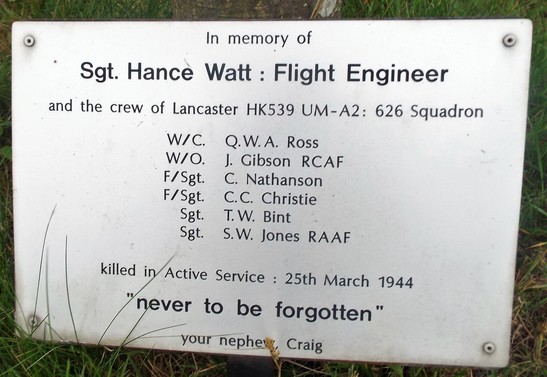 In memory of
Sgt. Hance Watt : Flight Engineer
and the crew of Lancaster HK539 UM-A2: 626 Squadron
W/C. Q.W.A. Ross
W/O. J. Gibson RCAF
F/Sgt. C. Nathanson
F/Sgt. C.C. Christie
Sgt. T.W. Bint
Sgt. S.W. Jones RAAF
killed in Active Service : 25th March 1944
"never to be forgotten"
your nephew, Craig